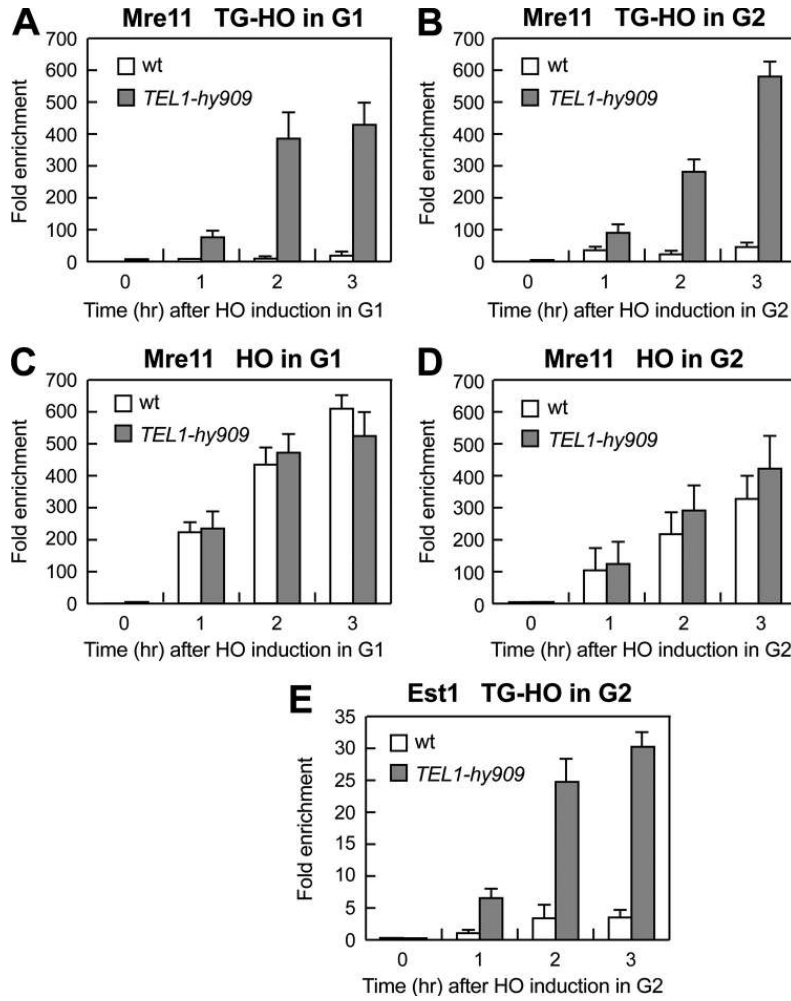 A Mre11 TG-HO in G1
Fold enrichment
700
600
500
400
300
200
100
0
wt
TEL1-hy909
0 1 2 3
Time (hr) after HO induction in G1
B Mre11 TG-HO in G2
Fold enrichment
700
600
500
400
300
200
100
0
wt
TEL1-hy909
0 1 2 3
Time (hr) after HO induction in G2
C Mre11 HO in G1
Fold enrichment
700
600
500
400
300
200
100
0
wt
TEL1-hy909
0 1 2 3
Time (hr) after HO induction in G1
D Mre11 HO in G2
Fold enrichment
700
600
500
400
300
200
100
0
wt
TEL1-hy909
0 1 2 3
Time (hr) after HO induction in G2
E Est1 TG-HO in G2
Fold enrichment
35
30
25
20
15
10
5
0
wt
TEL1-hy909
0 1 2 3
Time (hr) after HO induction in G2